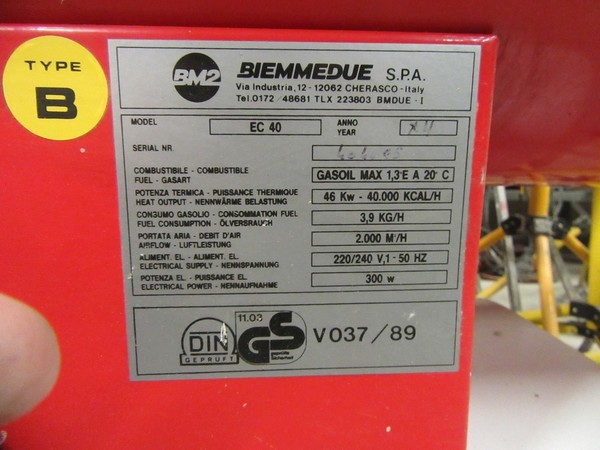 TYPE
B
BM2 BIEMMEDUE S.P.A.
Via Industria,12 - 12062 CHERASCO-Italy
Tel.0172 / 48681 TLX 223803 BMDUE - I
MODEL EC 40 ANNO
YEAR
SERIAL NR.
COMBUSTIBILE - COMBUSTIBLE
FUEL - GASART GASOIL MAX 1,3°E A 20° C
POTENZA TERMICA - PUISSANCE THERMIQUE
HEAT OUTPUT - NENNWÄRME BELASTUNG 46 Kw - 40.000 KCAL/H
CONSUMO GASOLIO - CONSOMMATION FUEL
FUEL CONSUMPTION - ÖLVERSRAUCH 3,9 KG/H
PORTATA ARIA - DEBIT D'AIR
AIRFLOW - LUFTLEISTUNG 2.000 M³/H
ALIMENT. EL. - ALIMENT. EL.
ELECTRICAL SUPPLY - NENNSPANNUNG 220/240 V,1 - 50 HZ
POTENZA EL. - PUISSANCE EL.
ELECTRICAL POWER - NENNAUFNAHME 300 w
DIN
GEPRÜFT
11.03
GS
geprüfte
Sicherheit
V037/89